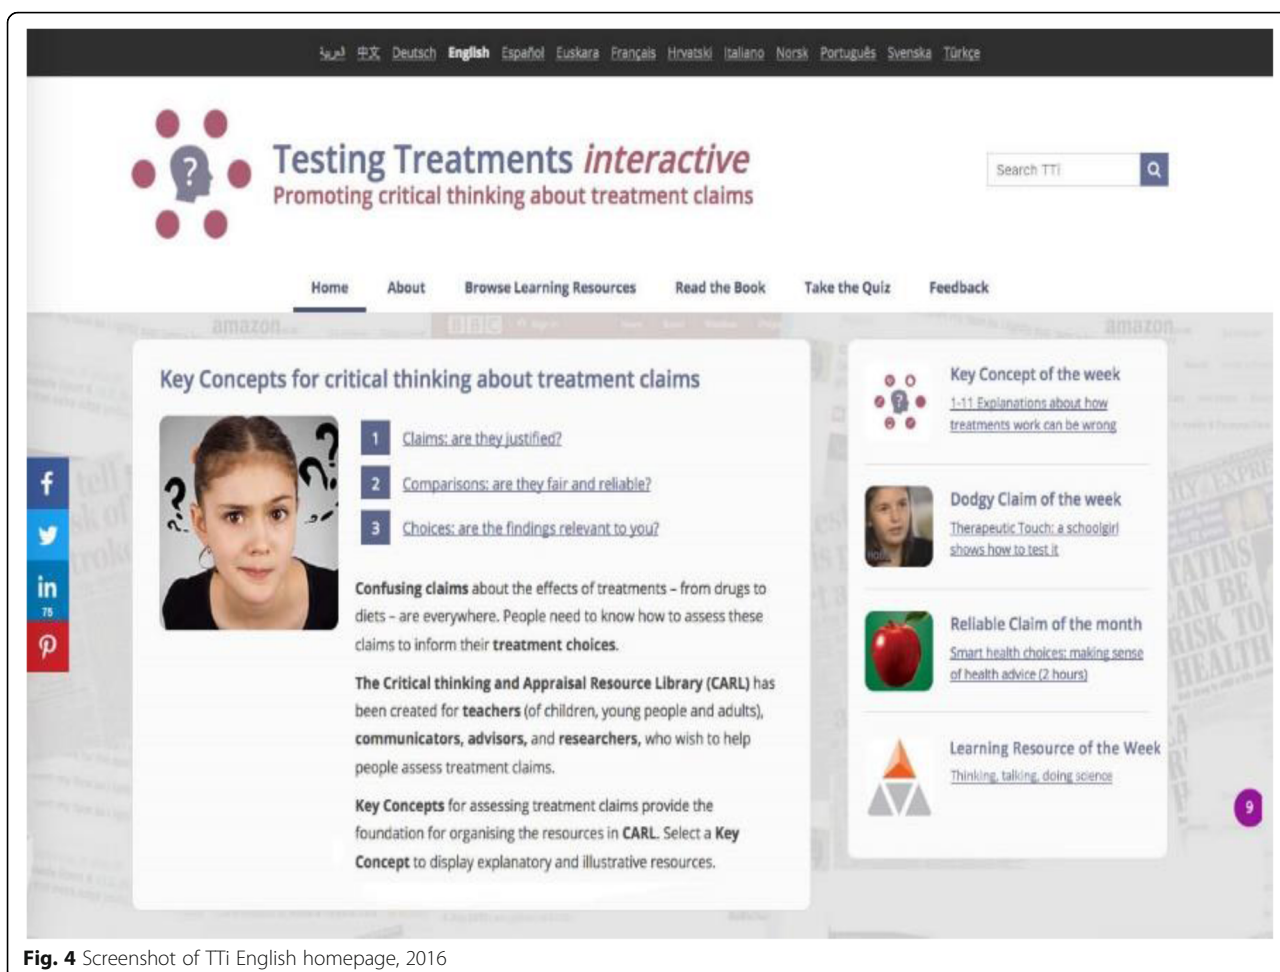 العربية 中文 Deutsch English Español Euskara Français Hrvatski Italiano Norsk Português Svenska Türkçe
?
Testing Treatments interactive
Promoting critical thinking about treatment claims
Search TTi
Home About Browse Learning Resources Read the Book Take the Quiz Feedback
amazon
BBC
amazon
Key Concepts for critical thinking about treatment claims
1 Claims: are they justified?
2 Comparisons: are they fair and reliable?
3 Choices: are the findings relevant to you?
Confusing claims about the effects of treatments – from drugs to
diets – are everywhere. People need to know how to assess these
claims to inform their treatment choices.
The Critical thinking and Appraisal Resource Library (CARL) has
been created for teachers (of children, young people and adults),
communicators, advisors, and researchers, who wish to help
people assess treatment claims.
Key Concepts for assessing treatment claims provide the
foundation for organising the resources in CARL. Select a Key
Concept to display explanatory and illustrative resources.
f
in
75
Key Concept of the week
1-11 Explanations about how
treatments work can be wrong
Dodgy Claim of the week
Therapeutic Touch: a schoolgirl
shows how to test it
Reliable Claim of the month
Smart health choices: making sense
of health advice (2 hours)
Learning Resource of the Week
Thinking, talking, doing science
9
Fig. 4 Screenshot of TTi English homepage, 2016